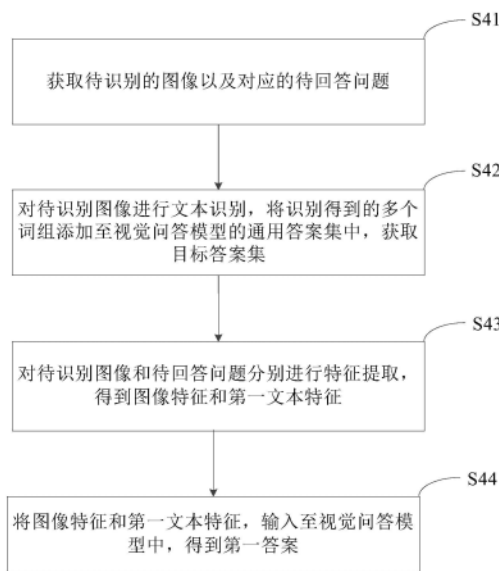 S41
获取待识别的图像以及对应的待回答问题
S42
对待识别图像进行文本识别，将识别得到的多个
词组添加至视觉问答模型的通用答案集中，获取
目标答案集
S43
对待识别图像和待回答问题分别进行特征提取，
得到图像特征和第一文本特征
S44
将图像特征和第一文本特征，输入至视觉问答模
型中，得到第一答案